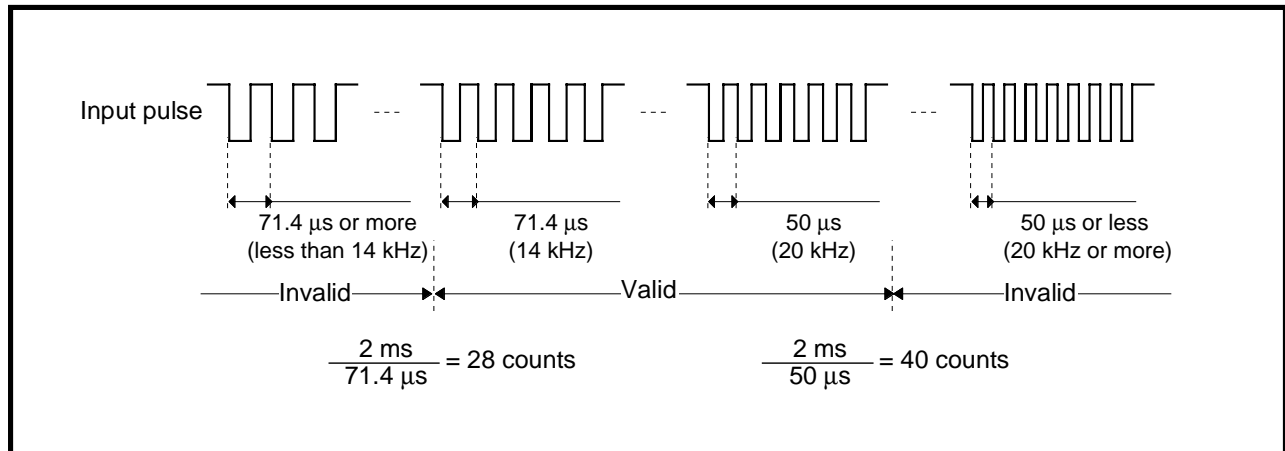 Input pulse
71.4 μs or more
(less than 14 kHz)
71.4 μs
(14 kHz)
50 μs
(20 kHz)
50 μs or less
(20 kHz or more)
Invalid
Valid
Invalid
2 ms
71.4 μs
= 28 counts
2 ms
50 μs
= 40 counts